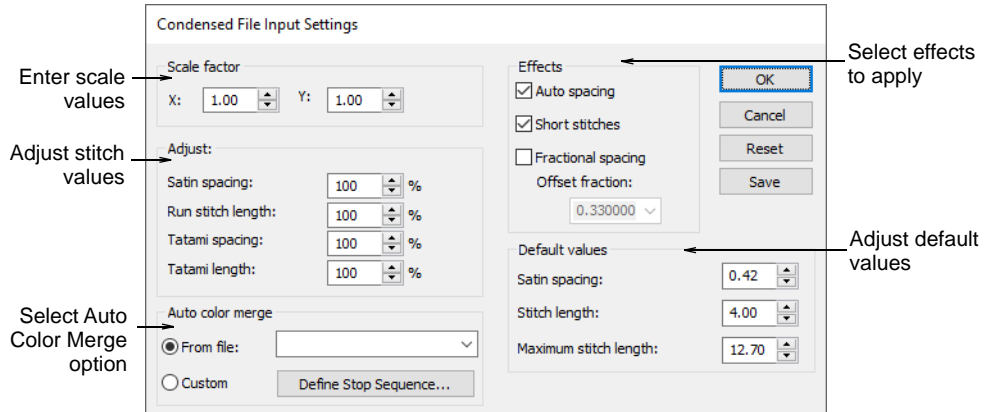 Condensed File Input Settings
Enter scale
values
Scale factor
X: 1.00 Y: 1.00
Adjust stitch
values
Adjust:
Satin spacing: 100 %
Run stitch length: 100 %
Tatami spacing: 100 %
Tatami length: 100 %
Select Auto
Color Merge
option
Auto color merge
From file:
Custom Define Stop Sequence...
Effects
Auto spacing
Short stitches
Fractional spacing
Offset fraction:
0.330000
OK
Cancel
Reset
Save
Select effects
to apply
Default values
Satin spacing: 0.42
Stitch length: 4.00
Maximum stitch length: 12.70
Adjust default
values